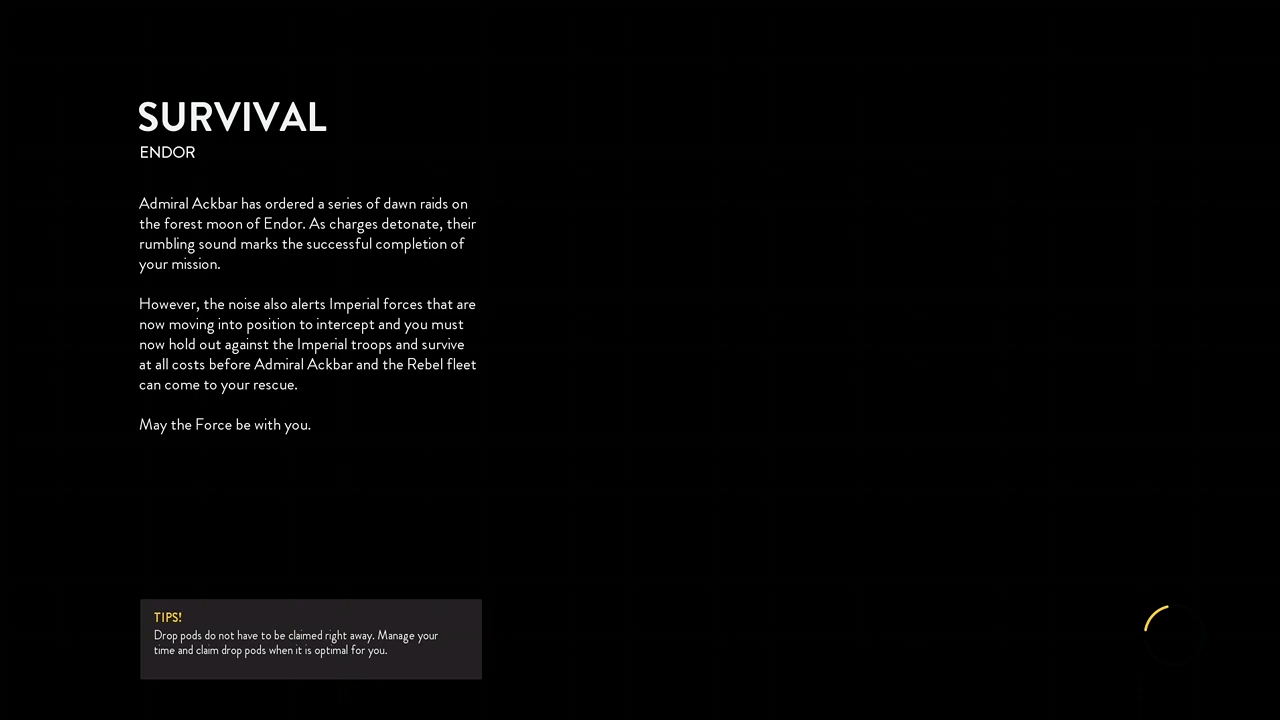 SURVIVAL
ENDOR
Admiral Ackbar has ordered a series of dawn raids on
the forest moon of Endor. As charges detonate, their
rumbling sound marks the successful completion of
your mission.
However, the noise also alerts Imperial forces that are
now moving into position to intercept and you must
now hold out against the Imperial troops and survive
at all costs before Admiral Ackbar and the Rebel fleet
can come to your rescue.
May the Force be with you.
TIPS!
Drop pods do not have to be claimed right away. Manage your
time and claim drop pods when it is optimal for you.